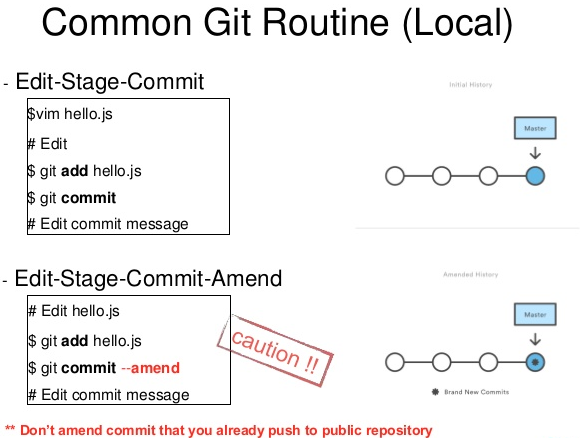 Common Git Routine (Local)
- Edit-Stage-Commit
$vim hello.js
# Edit
$ git add hello.js
$ git commit
# Edit commit message
Initial History
Master
- Edit-Stage-Commit-Amend
# Edit hello.js
$ git add hello.js
$ git commit --amend
# Edit commit message
caution !!
Amended History
Master
Brand New Commits
** Don't amend commit that you already push to public repository